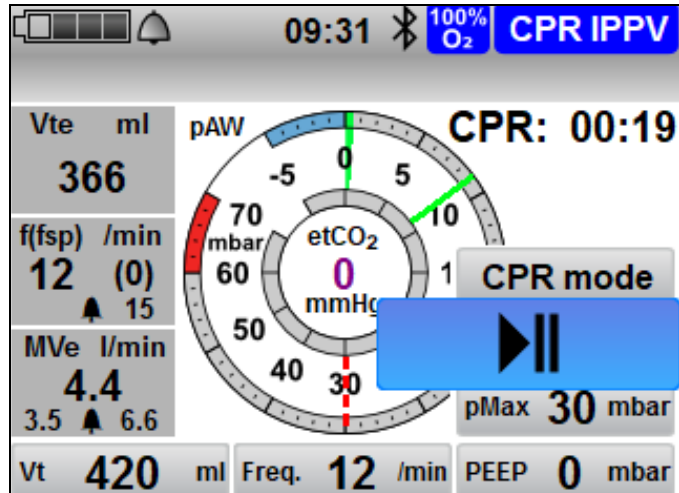 09:31 100% O₂ CPR IPPV
Vte ml
366
pAW
CPR: 00:19
-5 0 5
10
70
mbar
60
50
40
30
etCO₂
0
mmHg
f(fsp) /min
12 (0)
15
CPR mode
MVe l/min
4.4
3.5 6.6
pMax 30 mbar
Vt 420 ml Freq. 12 /min PEEP 0 mbar